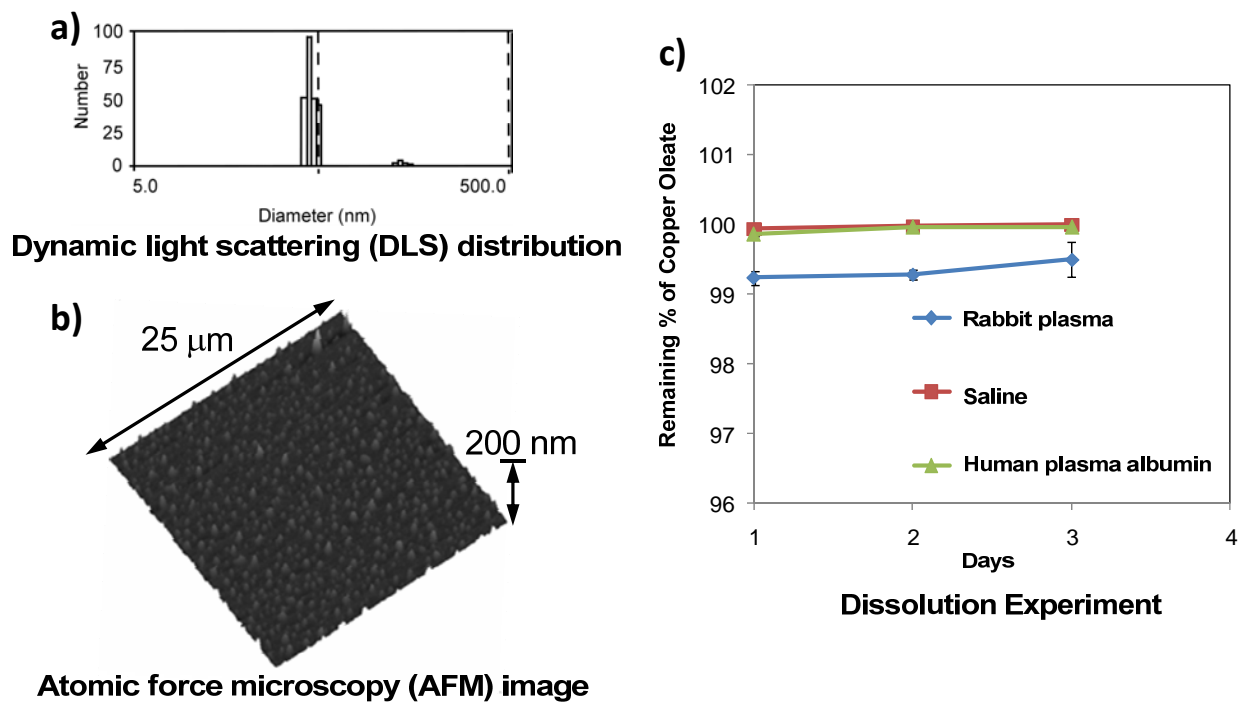 a)
Number
100
75
50
25
0
5.0
500.0
Diameter (nm)
Dynamic light scattering (DLS) distribution
b)
25 μm
200 nm
Atomic force microscopy (AFM) image
c)
Remaining % of Copper Oleate
102
101
100
99
98
97
96
Rabbit plasma
Saline
Human plasma albumin
1
2
3
4
Days
Dissolution Experiment